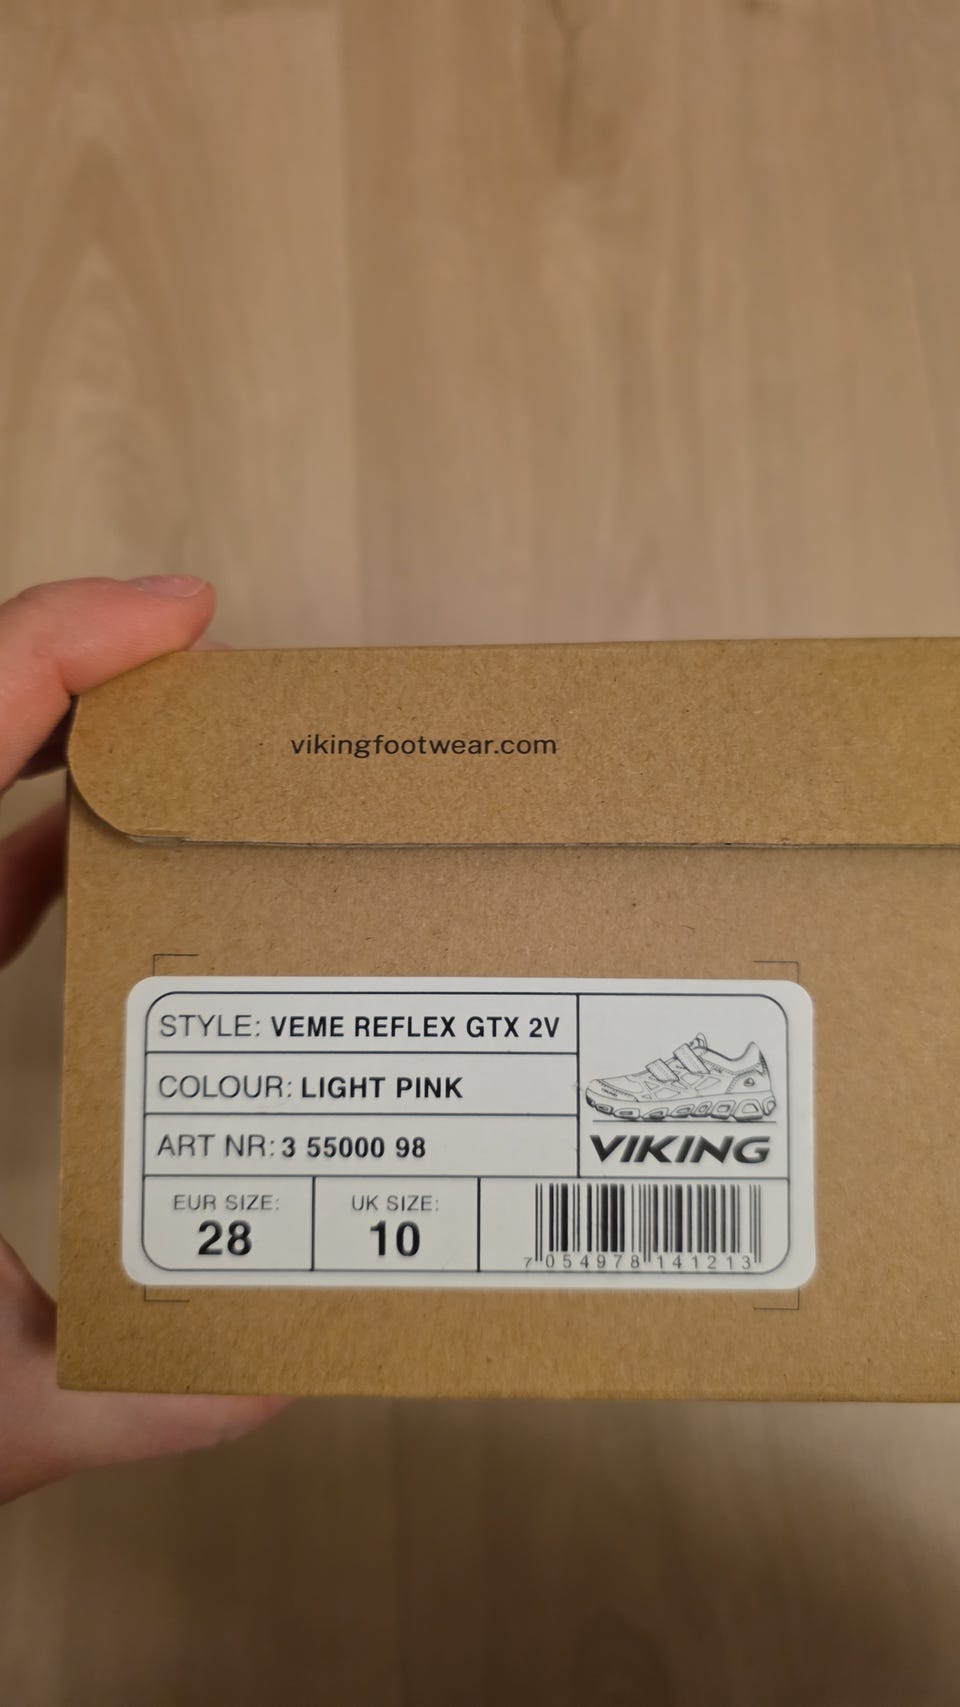 vikingfootwear.com
STYLE: VEME REFLEX GTX 2V
COLOUR: LIGHT PINK
ART NR: 3 55000 98
VIKING
EUR SIZE:
28
UK SIZE:
10
7 054978 141213